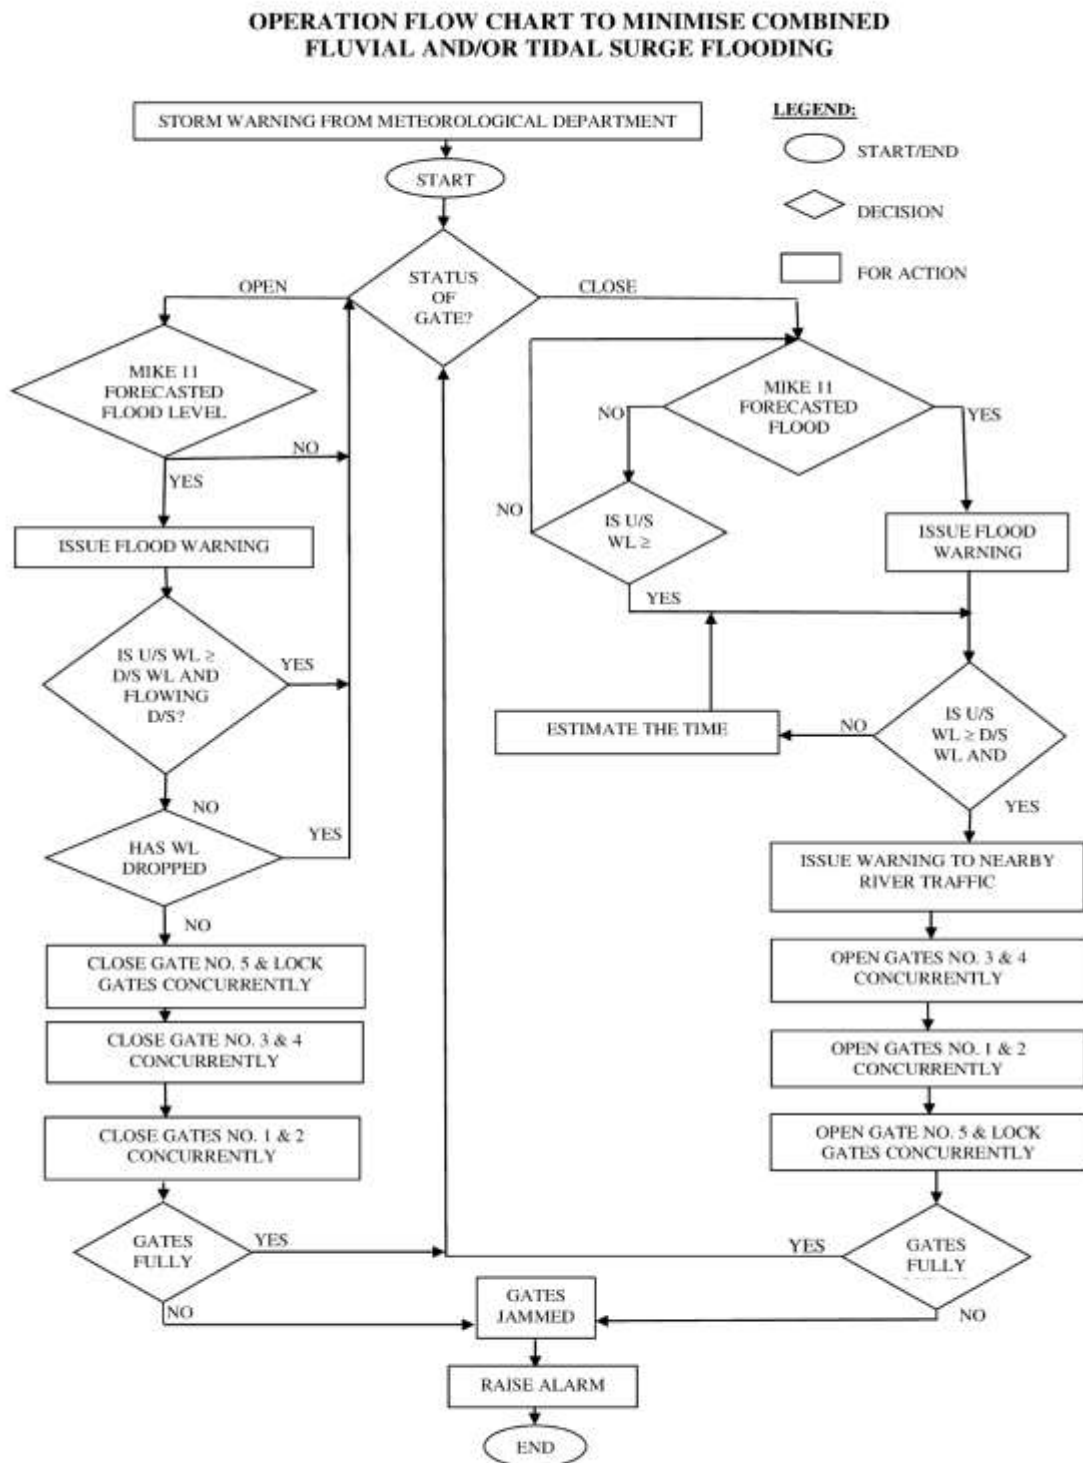 OPERATION FLOW CHART TO MINIMISE COMBINED
FLUVIAL AND/OR TIDAL SURGE FLOODING
STORM WARNING FROM METEOROLOGICAL DEPARTMENT
LEGEND:
START/END
DECISION
FOR ACTION
START
STATUS
OF
GATE?
OPEN
CLOSE
MIKE 11
FORECASTED
FLOOD LEVEL
NO
YES
ISSUE FLOOD WARNING
IS U/S WL ≥
D/S WL AND
FLOWING
D/S?
YES
NO
HAS WL
DROPPED
YES
NO
CLOSE GATE NO. 5 & LOCK
GATES CONCURRENTLY
CLOSE GATE NO. 3 & 4
CONCURRENTLY
CLOSE GATES NO. 1 & 2
CONCURRENTLY
GATES
FULLY
YES
NO
MIKE 11
FORECASTED
FLOOD
NO
YES
IS U/S
WL ≥
NO
YES
ISSUE FLOOD
WARNING
IS U/S
WL ≥ D/S
WL AND
NO
ESTIMATE THE TIME
YES
ISSUE WARNING TO NEARBY
RIVER TRAFFIC
OPEN GATES NO. 3 & 4
CONCURRENTLY
OPEN GATES NO. 1 & 2
CONCURRENTLY
OPEN GATE NO. 5 & LOCK
GATES CONCURRENTLY
GATES
FULLY
YES
NO
GATES
JAMMED
RAISE ALARM
END